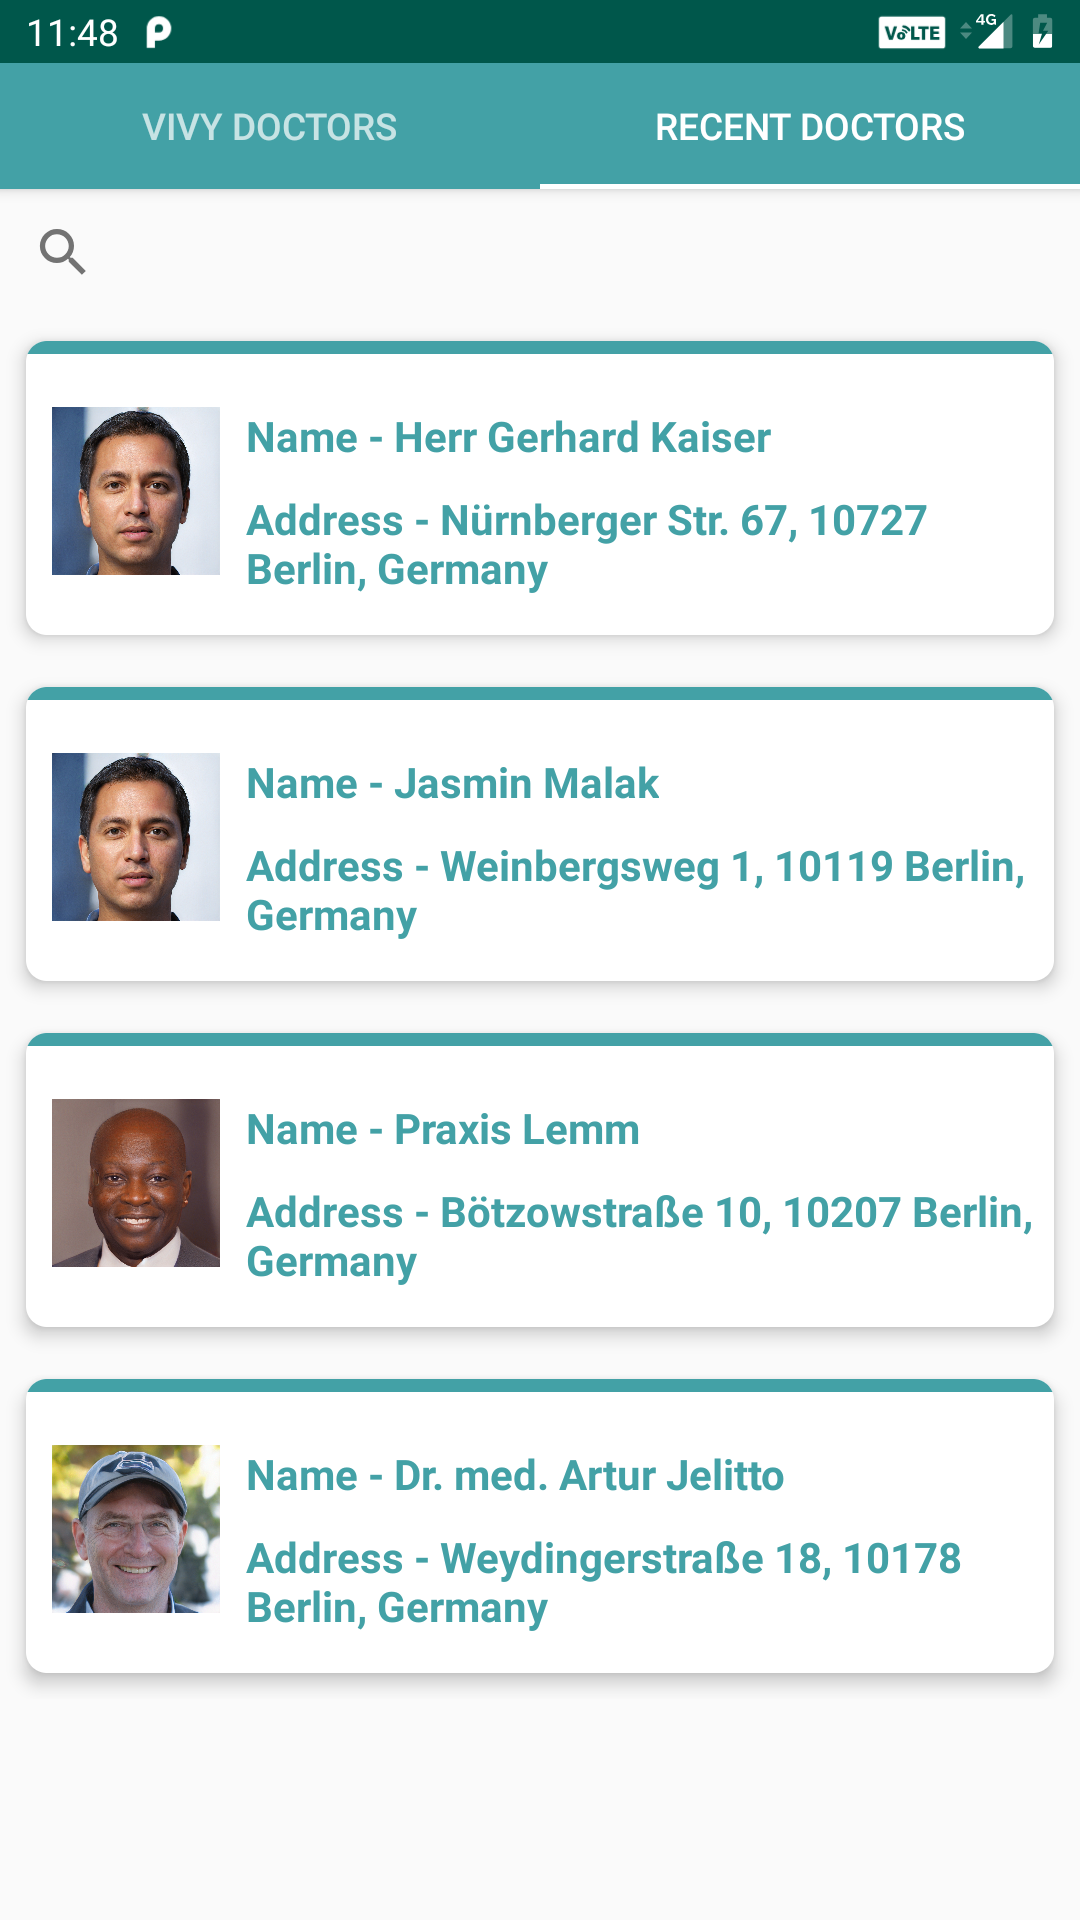 11:48
VoLTE 4G
VIVY DOCTORS
RECENT DOCTORS
Name - Herr Gerhard Kaiser
Address - Nürnberger Str. 67, 10727
Berlin, Germany
Name - Jasmin Malak
Address - Weinbergsweg 1, 10119 Berlin,
Germany
Name - Praxis Lemm
Address - Bötzowstraße 10, 10207 Berlin,
Germany
Name - Dr. med. Artur Jelitto
Address - Weydingerstraße 18, 10178
Berlin, Germany